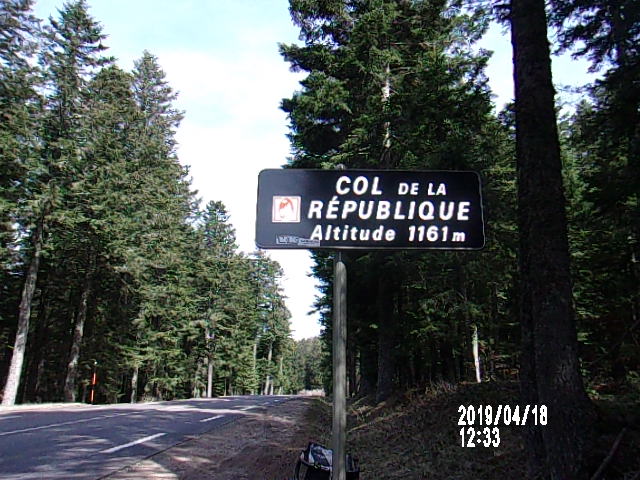 COL DE LA
RÉPUBLIQUE
Altitude 1161m
2019/04/18
12:33